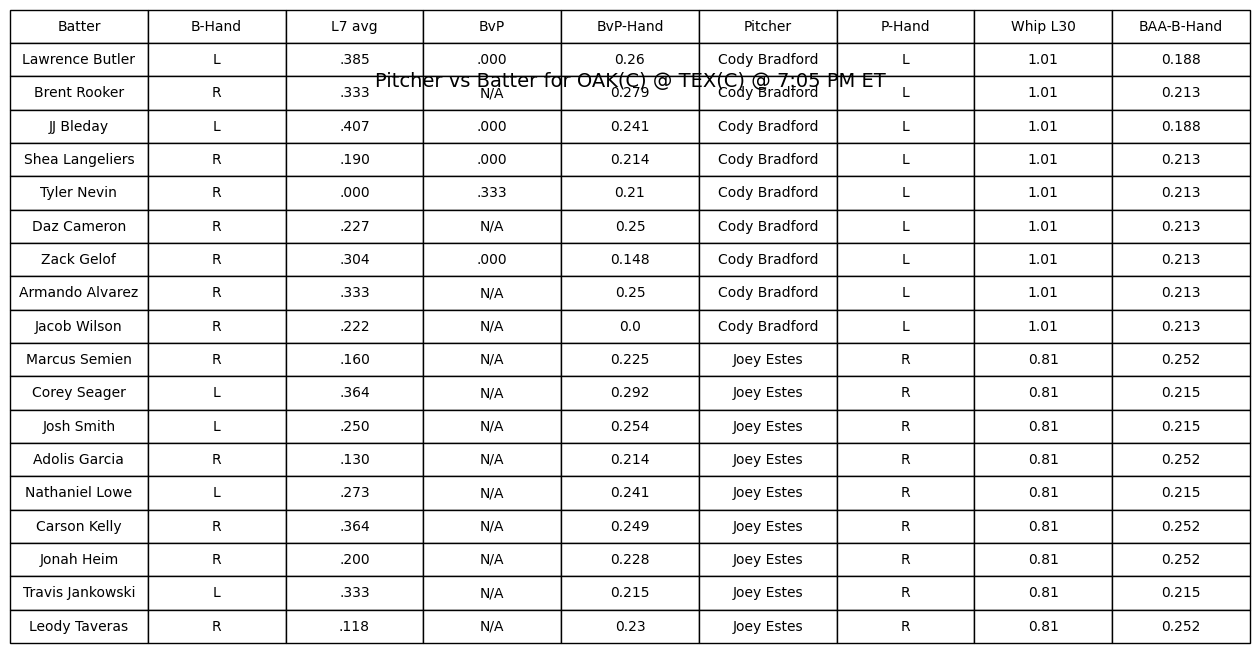 Batter B-Hand L7 avg BvP BvP-Hand Pitcher P-Hand Whip L30 BAA-B-Hand
Lawrence Butler L .385 .000 0.26 Cody Bradford L 1.01 0.188
Pitcher vs Batter for OAK(C) @ TEX(C) @ 7:05 PM ET
Brent Rooker R .333 N/A 0.279 Cody Bradford L 1.01 0.213
JJ Bleday L .407 .000 0.241 Cody Bradford L 1.01 0.188
Shea Langeliers R .190 .000 0.214 Cody Bradford L 1.01 0.213
Tyler Nevin R .000 .333 0.21 Cody Bradford L 1.01 0.213
Daz Cameron R .227 N/A 0.25 Cody Bradford L 1.01 0.213
Zack Gelof R .304 .000 0.148 Cody Bradford L 1.01 0.213
Armando Alvarez R .333 N/A 0.25 Cody Bradford L 1.01 0.213
Jacob Wilson R .222 N/A 0.0 Cody Bradford L 1.01 0.213
Marcus Semien R .160 N/A 0.225 Joey Estes R 0.81 0.252
Corey Seager L .364 N/A 0.292 Joey Estes R 0.81 0.215
Josh Smith L .250 N/A 0.254 Joey Estes R 0.81 0.215
Adolis Garcia R .130 N/A 0.214 Joey Estes R 0.81 0.252
Nathaniel Lowe L .273 N/A 0.241 Joey Estes R 0.81 0.215
Carson Kelly R .364 N/A 0.249 Joey Estes R 0.81 0.252
Jonah Heim R .200 N/A 0.228 Joey Estes R 0.81 0.252
Travis Jankowski L .333 N/A 0.215 Joey Estes R 0.81 0.215
Leody Taveras R .118 N/A 0.23 Joey Estes R 0.81 0.252